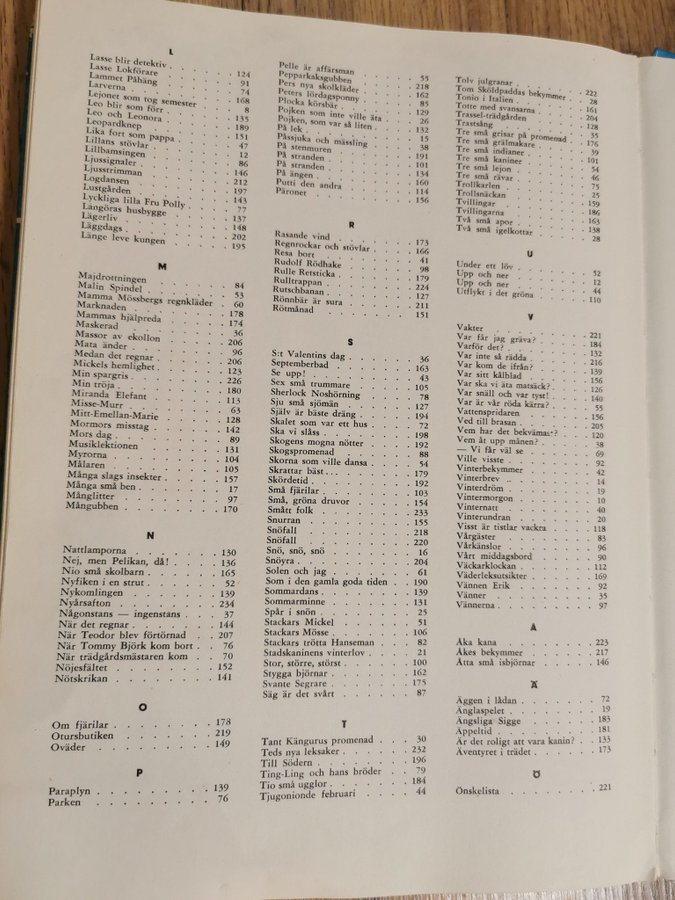 L
Lasse blir detektiv . . . . . 124
Lasse Lokförare . . . . . 91
Lammet Påhäng . . . . . 74
Larverna . . . . . 168
Lejonet som tog semester . . . 8
Leo blir som förr . . . . . 135
Leo och Leonora . . . . . 189
Leopardknep . . . . . 151
Lika fort som pappa . . . . . 47
Lillans stövlar . . . . . 12
Lillbamsingen . . . . . 86
Ljussignaler . . . . . 146
Ljusstrimman . . . . . 212
Logdansen . . . . . 197
Lustgården . . . . . 143
Lyckliga lilla Fru Polly . . . 77
Långöras husbygge . . . . . 137
Lägerliv . . . . . 148
Läggdags . . . . . 202
Länge leve kungen . . . . . 195
M
Majdrottningen . . . . . 84
Malin Spindel . . . . . 53
Mamma Mössbergs regnkläder . 60
Marknaden . . . . . 178
Mammas hjälpreda . . . . . 174
Maskerad . . . . . 36
Massor av ekollon . . . . . 206
Mata änder . . . . . 206
Medan det regnar . . . . . 96
Mickels hemlighet . . . . . 123
Min spargris . . . . . 226
Min tröja . . . . . 180
Miranda Elefant . . . . . 113
Misse-Murr . . . . . 63
Mitt-Emellan-Marie . . . . . 128
Mormors misstag . . . . . 142
Mors dag . . . . . 89
Musiklektionen . . . . . 131
Myrorna . . . . . 104
Målaren . . . . . 105
Många slags insekter . . . . . 157
Många små ben . . . . . 17
Månglitter . . . . . 97
Mångubben . . . . . 170
N
Nattlamporna . . . . . 130
Nej, men Pelikan, då! . . . . 136
Nio små skolbarn . . . . . 165
Nyfiken i en strut . . . . . 52
Nykomlingen . . . . . 139
Nyårsafton . . . . . 234
Någonstans — ingenstans . . . 37
När det regnar . . . . . 144
När Teodor blev förtörnad . . 207
När Tommy Björk kom bort . . 76
När trädgårdsmästaren kom . . 70
Nöjesfältet . . . . . 152
Nötskrikan . . . . . 141
O
Om fjärilar . . . . . 178
Otursbutiken . . . . . 219
Oväder . . . . . 149
P
Paraplyn . . . . . 139
Parken . . . . . 76
Pelle är affärsman . . . . . 55
Pepparkaksgubben . . . . . 218
Pers nya skolkläder . . . . . 162
Peters lördagsponny . . . . . 85
Plocka körsbär . . . . . 129
Pojken som inte ville äta . . . 26
Pojken, som var så liten . . . 132
På lek . . . . . 15
Påssjuka och mässling . . . . 38
På stenmuren . . . . . 191
På stranden . . . . . 101
På stranden . . . . . 134
På ängen . . . . . 160
Putti den andra . . . . . 114
Päronet . . . . . 156
R
Rasande vind . . . . . 173
Regnrockar och stövlar . . . . 166
Resa bort . . . . . 41
Rudolf Rödhake . . . . . 98
Rulle Retsticka . . . . . 179
Rulltrappan . . . . . 224
Rutschbanan . . . . . 127
Rönnbär är sura . . . . . 211
Rötmånad . . . . . 151
S
S:t Valentins dag . . . . . 36
Septemberbad . . . . . 163
Se upp! . . . . . 43
Sex små trummare . . . . . 105
Sherlock Noshörning . . . . . 78
Sju små sjömän . . . . . 127
Själv är bäste dräng . . . . . 194
Skalet som var ett hus . . . . 72
Ska vi slåss . . . . . 198
Skogens mogna nötter . . . . 192
Skogspromenad . . . . . 88
Skorna som ville dansa . . . . 54
Skrattar bäst . . . . . . . 179
Skördetid . . . . . 192
Små fjärilar . . . . . 103
Små, gröna druvor . . . . . 154
Smått folk . . . . . 233
Snurran . . . . . 155
Snöfall . . . . . 218
Snöfall . . . . . 220
Snö, snö, snö . . . . . 16
Snöyra . . . . . 204
Solen och jag . . . . . 61
Som i den gamla goda tiden . . 190
Sommardans . . . . . 139
Sommarminne . . . . . 131
Spår i snön . . . . . 25
Stackars Mickel . . . . . 51
Stackars Mösse . . . . . 106
Stackars trötta Hanseman . . . 82
Stadskaninens vinterlov . . . . 21
Stor, större, störst . . . . . 100
Stygga björnar . . . . . 162
Svante Segrare . . . . . 175
Säg är det svårt . . . . . 87
T
Tant Kängurus promenad . . . 30
Teds nya leksaker . . . . . 232
Till Södern . . . . . 196
Ting-Ling och hans bröder . . 79
Tio små ugglor . . . . . 184
Tjugonionde februari . . . . 44
Tolv julgranar . . . . . 222
Tom Sköldpaddas bekymmer . . 28
Tonio i Italien . . . . . 161
Totte med svansarna . . . . . 204
Trassel-trädgården . . . . . 128
Trastsång . . . . . 35
Tre små grisar på promenad . 176
Tre små grälmakare . . . . . 39
Tre små indianer . . . . . 101
Tre små kaniner . . . . . 54
Tre små lejon . . . . . 46
Tre små rävar . . . . . 75
Trollkarlen . . . . . 25
Trollsnäckan . . . . . 159
Tvillingar . . . . . 186
Tvillingarna . . . . . 163
Två små apor . . . . . 138
Två små igelkottar . . . . . 28
U
Under ett löv . . . . . 52
Upp och ner . . . . . 12
Upp och ner . . . . . 44
Utflykt i det gröna . . . . . 110
V
Vakter . . . . . 221
Var får jag gräva? . . . . . 184
Varför det? . . . . . 132
Var inte så rädda . . . . . 216
Var kom de ifrån? . . . . . 139
Var sitt kålblad . . . . . 156
Var ska vi äta matsäck? . . . 126
Var snäll och var tyst! . . . . 140
Var är vår röda kärra? . . . . 55
Vattenspridaren . . . . . 156
Ved till brasan . . . . . 205
Vem har det bekvämast? . . . 120
Vem åt upp månen? . . . . . 38
— Vi får väl se . . . . . 69
Ville visste . . . . . 92
Vinterbekymmer . . . . . 42
Vinterbrev . . . . . 14
Vinterdröm . . . . . 19
Vintermorgon . . . . . 10
Vinternatt . . . . . 40
Vinterundran . . . . . 20
Visst är tistlar vackra . . . . 118
Vårgäster . . . . . 83
Vårkänslor . . . . . 96
Vårt middagsbord . . . . . 90
Väckarklockan . . . . . 112
Väderleksutsikter . . . . . 169
Vännen Erik . . . . . 92
Vänner . . . . . 35
Vännerna . . . . . 97
Å
Åka kana . . . . . 223
Åkes bekymmer . . . . . 217
Åtta små isbjörnar . . . . . 146
Ä
Äggen i lådan . . . . . 72
Änglaspelet . . . . . 19
Ängsliga Sigge . . . . . 183
Äppeltid . . . . . 181
Är det roligt att vara kanin? . . 133
Äventyret i trädet . . . . . 173
Ö
Önskelista . . . . . 221